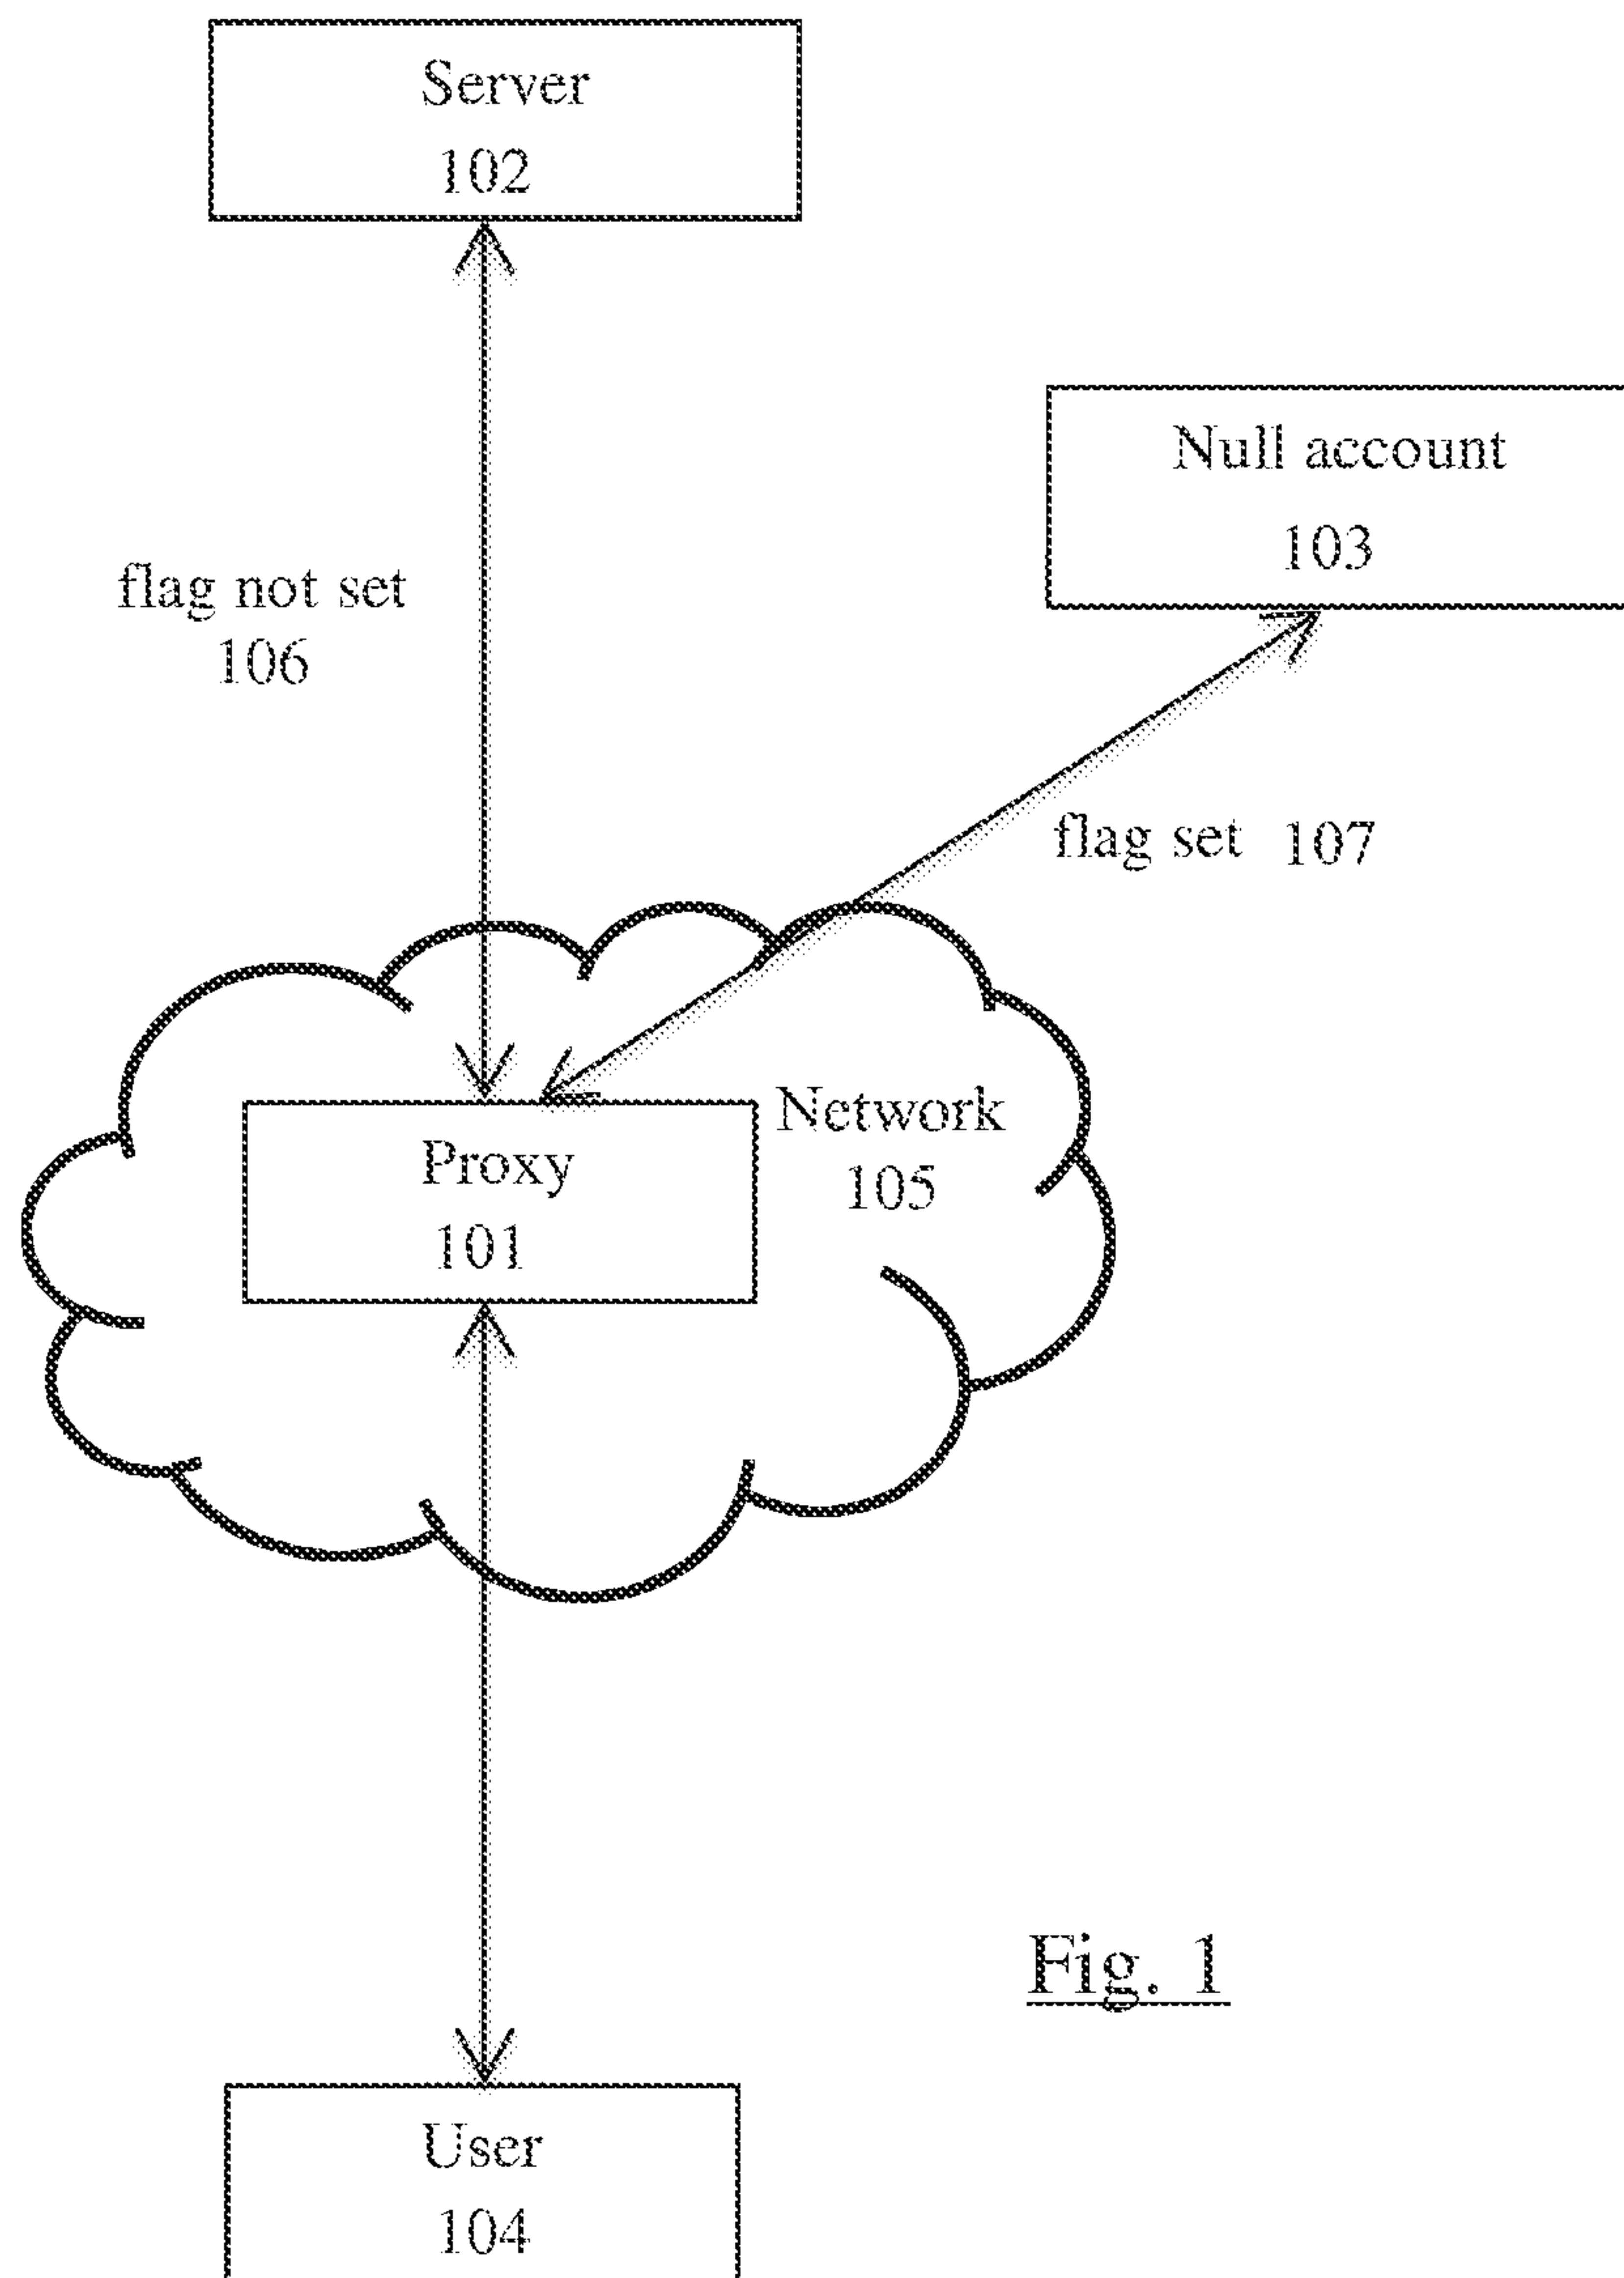 Server
102
Null account
103
flag not set
106
flag set 107
Network
105
Proxy
101
Fig. 1
User
104